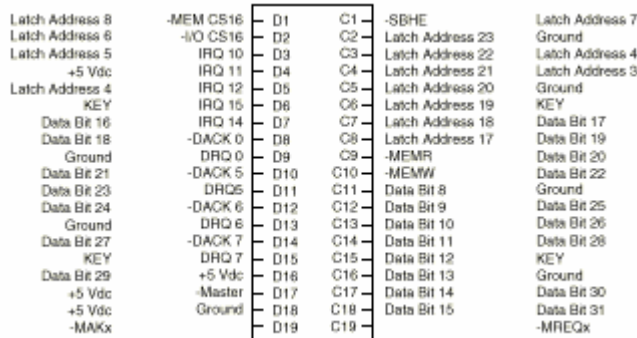 Latch Address 8 -MEM CS16 D1 C1 -SBHE Latch Address 7
Latch Address 6 -I/O CS16 D2 C2 Latch Address 23 Ground
Latch Address 5 IRQ 10 D3 C3 Latch Address 22 Latch Address 4
+5 Vdc IRQ 11 D4 C4 Latch Address 21 Latch Address 3
Latch Address 4 IRQ 12 D5 C5 Latch Address 20 Ground
KEY IRQ 15 D6 C6 Latch Address 19 KEY
Data Bit 16 IRQ 14 D7 C7 Latch Address 18 Data Bit 17
Data Bit 18 -DACK 0 D8 C8 Latch Address 17 Data Bit 19
Ground DRQ 0 D9 C9 -MEMR Data Bit 20
Data Bit 21 -DACK 5 D10 C10 -MEMW Data Bit 22
Data Bit 23 DRQ5 D11 C11 Data Bit 8 Ground
Data Bit 24 -DACK 6 D12 C12 Data Bit 9 Data Bit 25
Ground DRQ 6 D13 C13 Data Bit 10 Data Bit 26
Data Bit 27 -DACK 7 D14 C14 Data Bit 11 Data Bit 28
KEY DRQ 7 D15 C15 Data Bit 12 KEY
Data Bit 29 +5 Vdc D16 C16 Data Bit 13 Ground
+5 Vdc -Master D17 C17 Data Bit 14 Data Bit 30
+5 Vdc Ground D18 C18 Data Bit 15 Data Bit 31
-MAKx D19 C19 -MREQx